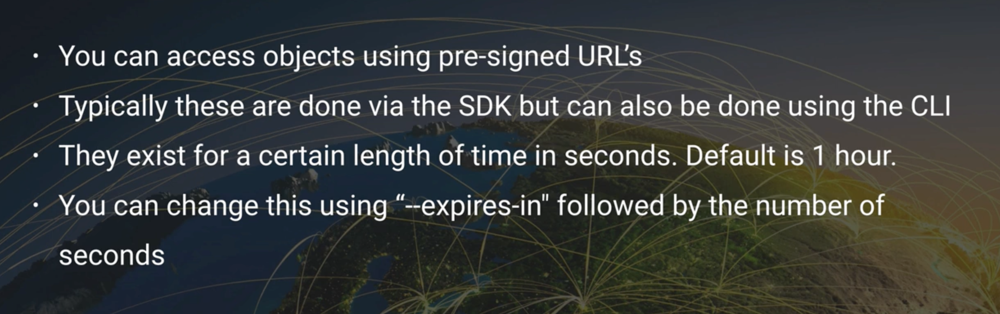 • You can access objects using pre-signed URL’s
• Typically these are done via the SDK but can also be done using the CLI
• They exist for a certain length of time in seconds. Default is 1 hour.
• You can change this using “--expires-in" followed by the number of
seconds